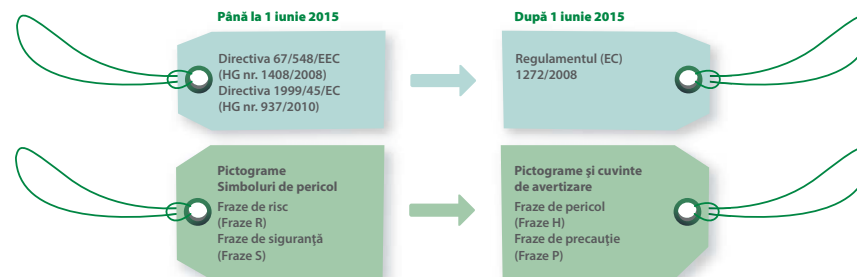 Până la 1 iunie 2015
După 1 iunie 2015
Directiva 67/548/EEC
(HG nr. 1408/2008)
Directiva 1999/45/EC
(HG nr. 937/2010)
Regulamentul (EC)
1272/2008
Pictograme
Simboluri de pericol
Fraze de risc
(Fraze R)
Fraze de siguranță
(Fraze S)
Pictograme și cuvinte
de avertizare
Fraze de pericol
(Fraze H)
Fraze de precauție
(Fraze P)